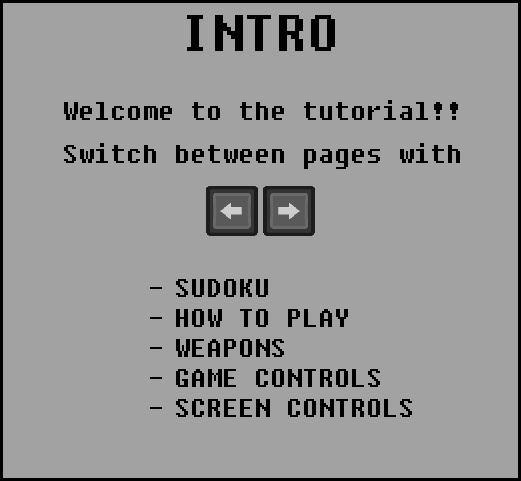 INTRO
Welcome to the tutorial!!
Switch between pages with
- SUDOKU
- HOW TO PLAY
- WEAPONS
- GAME CONTROLS
- SCREEN CONTROLS